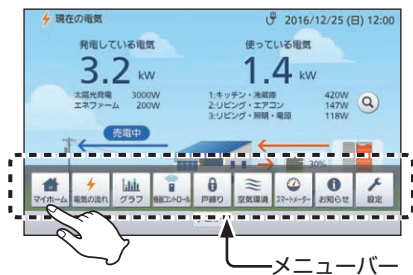 現在の電気
2016/12/25 (日) 12:00
発電している電気
使っている電気
3.2 kW
1.4 kW
太陽光発電 3000W
エネファーム 200W
1:キッチン・冷蔵庫 420W
2:リビング・エアコン 147W
3:リビング・照明・電源 118W
売電中
30%
マイホーム
電気の流れ
グラフ
機器コントロール
戸締り
空気環境
スマートメーター
お知らせ
設定
メニューバー